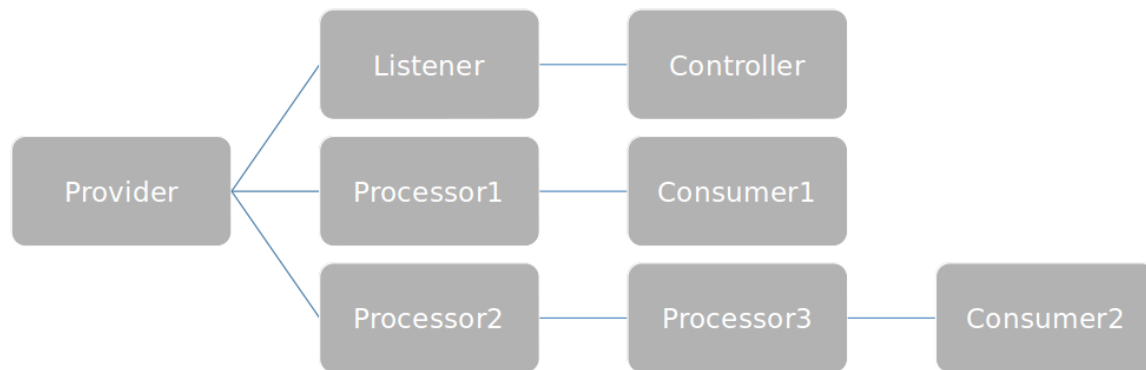 Listener
Controller
Provider
Processor1
Consumer1
Processor2
Processor3
Consumer2